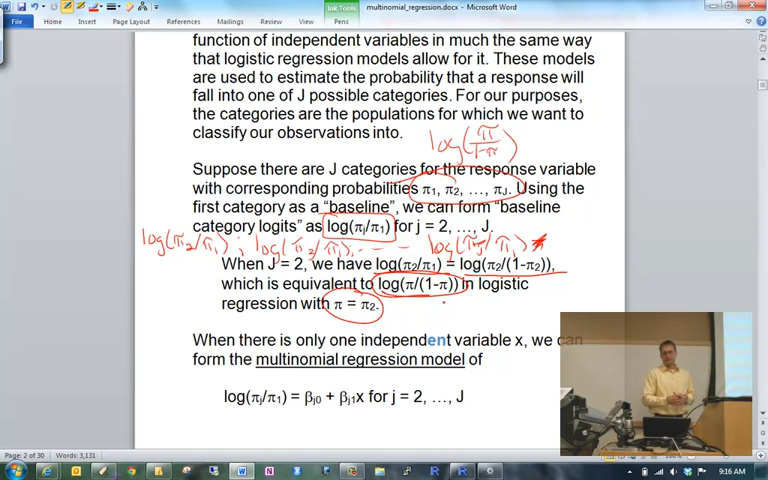 Ink Tools
multinomial_regression.docx - Microsoft Word
File Home Insert Page Layout References Mailings Review View Pens
function of independent variables in much the same way
that logistic regression models allow for it. These models
are used to estimate the probability that a response will
fall into one of J possible categories. For our purposes,
the categories are the populations for which we want to
classify our observations into.
log(π/1-π)
Suppose there are J categories for the response variable
with corresponding probabilities π₁, π₂, …, πJ. Using the
first category as a “baseline”, we can form “baseline
category logits” as log(πj/π₁) for j = 2, …, J.
log(π₂/π₁), log(π₃/π₁), - - - - log(πJ/π₁)
When J = 2, we have log(π₂/π₁) = log(π₂/(1-π₂)),
which is equivalent to log(π/(1-π)) in logistic
regression with π = π₂.
When there is only one independent variable x, we can
form the multinomial regression model of
log(πj/π₁) = βj0 + βj1x for j = 2, …, J
Page: 2 of 30 Words: 3,131
9:16 AM